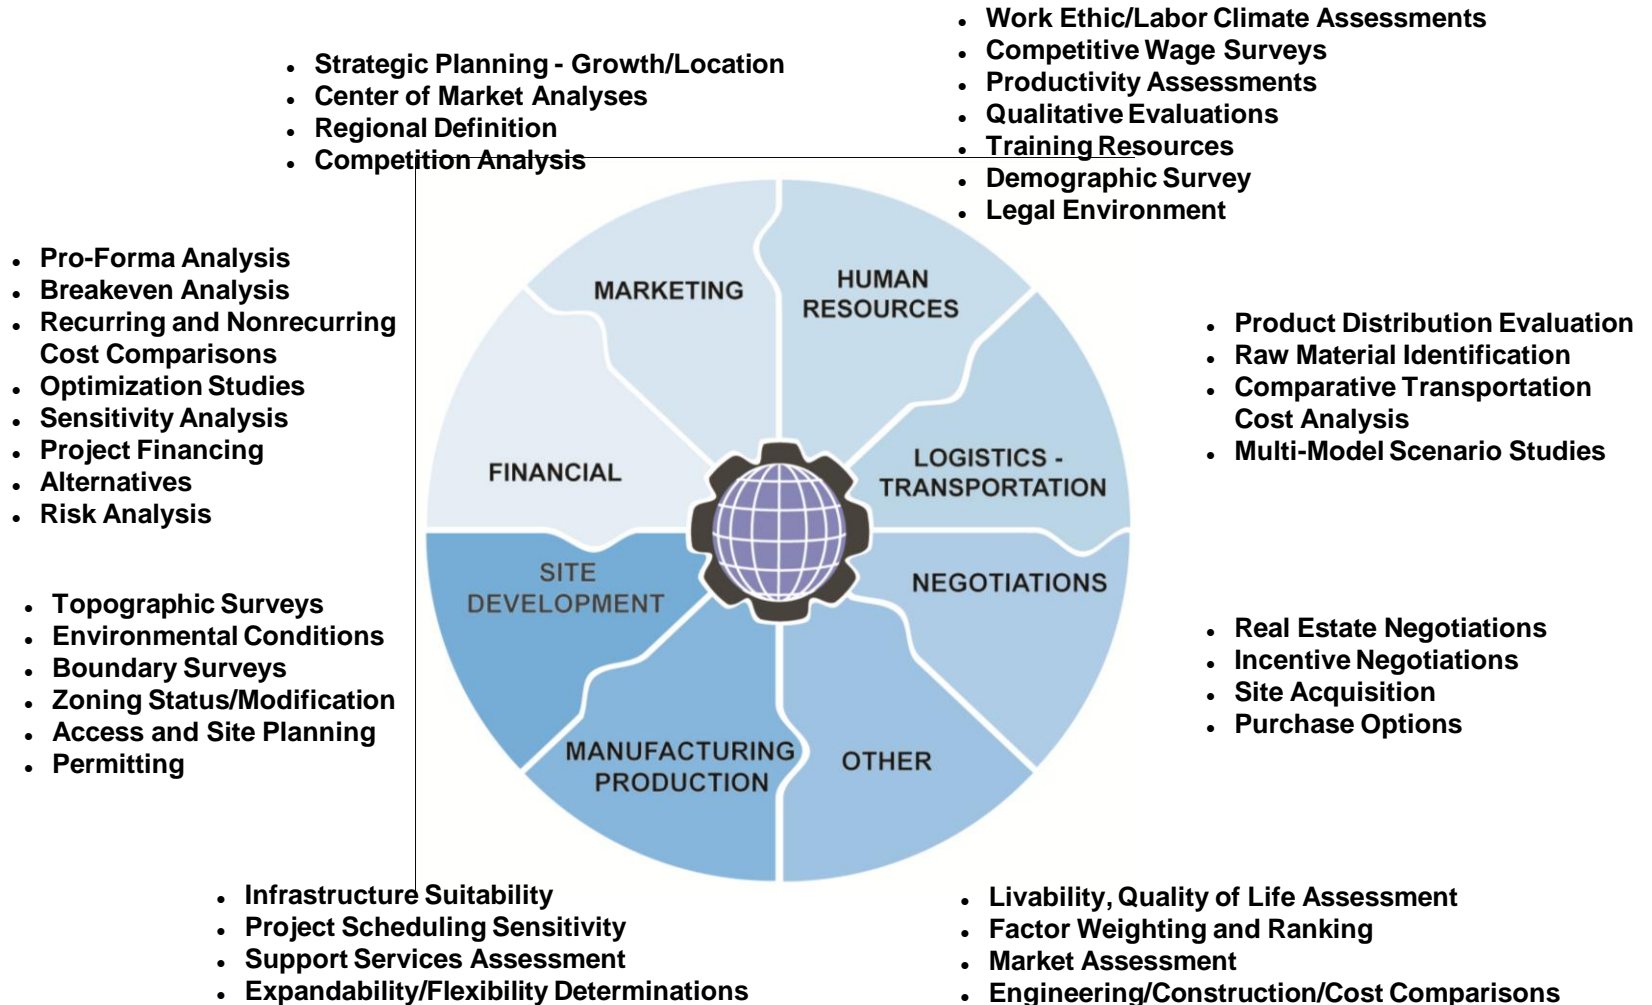 • Work Ethic/Labor Climate Assessments
• Competitive Wage Surveys
• Productivity Assessments
• Qualitative Evaluations
• Training Resources
• Demographic Survey
• Legal Environment
• Strategic Planning - Growth/Location
• Center of Market Analyses
• Regional Definition
• Competition Analysis
• Pro-Forma Analysis
• Breakeven Analysis
• Recurring and Nonrecurring
Cost Comparisons
• Optimization Studies
• Sensitivity Analysis
• Project Financing
• Alternatives
• Risk Analysis
MARKETING
HUMAN
RESOURCES
• Product Distribution Evaluation
• Raw Material Identification
• Comparative Transportation
Cost Analysis
• Multi-Model Scenario Studies
FINANCIAL
LOGISTICS -
TRANSPORTATION
SITE
DEVELOPMENT
NEGOTIATIONS
• Topographic Surveys
• Environmental Conditions
• Boundary Surveys
• Zoning Status/Modification
• Access and Site Planning
• Permitting
• Real Estate Negotiations
• Incentive Negotiations
• Site Acquisition
• Purchase Options
MANUFACTURING
PRODUCTION
OTHER
• Infrastructure Suitability
• Project Scheduling Sensitivity
• Support Services Assessment
• Expandability/Flexibility Determinations
• Livability, Quality of Life Assessment
• Factor Weighting and Ranking
• Market Assessment
• Engineering/Construction/Cost Comparisons